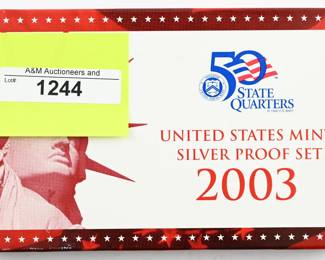 A&M Auctioneers and
Lot#
1244
50
STATE
QUARTERS
UNITED STATES MINT
SILVER PROOF SET
2003